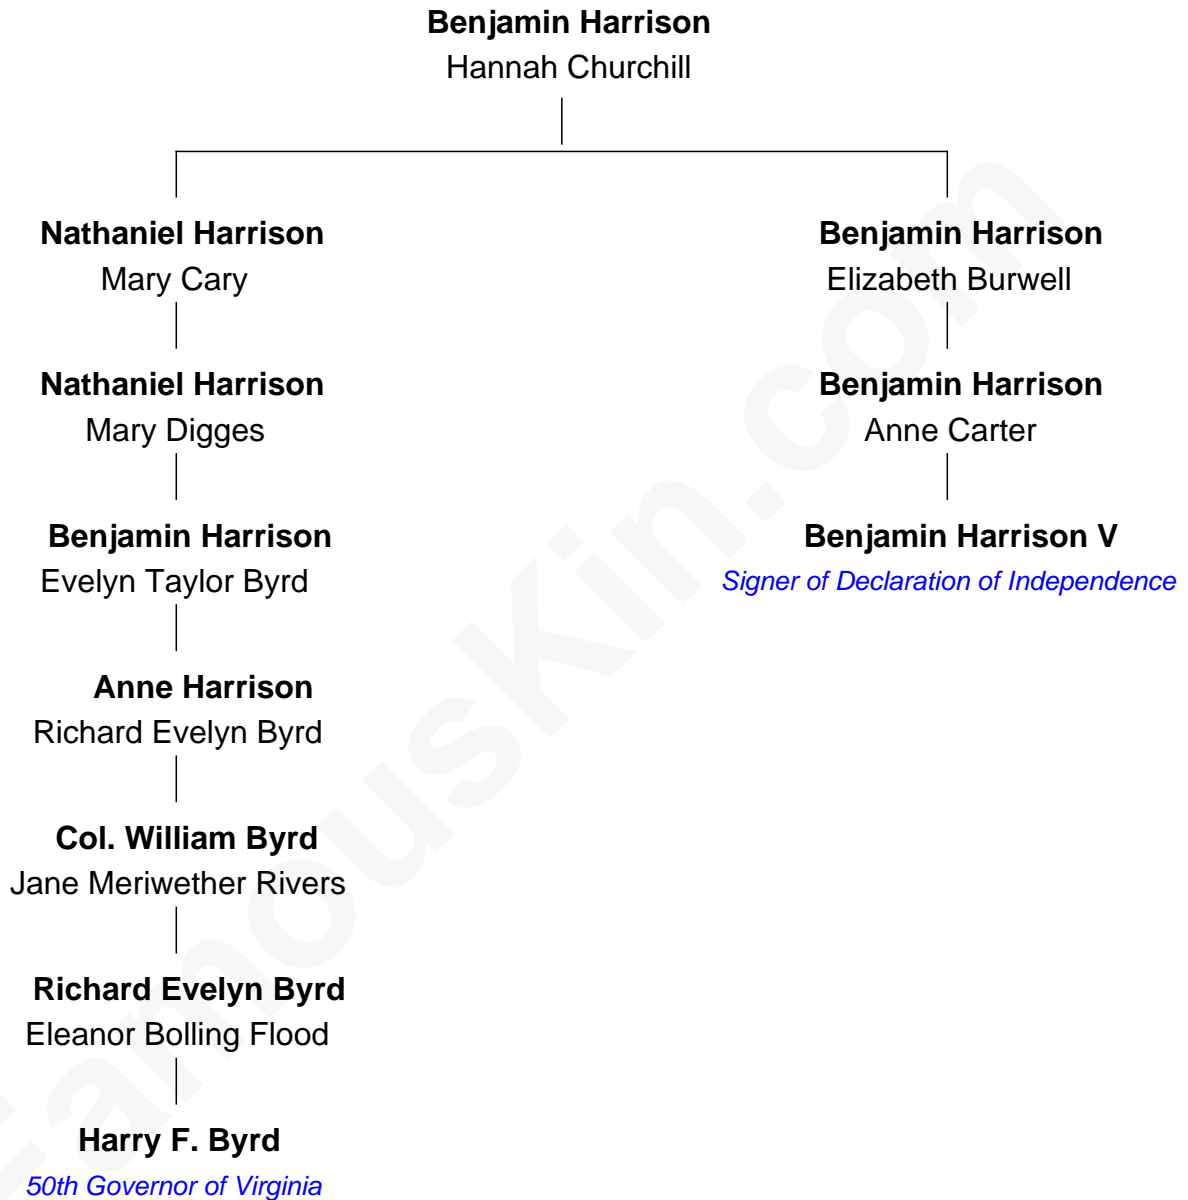 Benjamin Harrison
Hannah Churchill
Nathaniel Harrison
Mary Cary
Benjamin Harrison
Elizabeth Burwell
Nathaniel Harrison
Mary Digges
Benjamin Harrison
Anne Carter
Benjamin Harrison
Evelyn Taylor Byrd
Benjamin Harrison V
Signer of Declaration of Independence
Anne Harrison
Richard Evelyn Byrd
Col. William Byrd
Jane Meriwether Rivers
Richard Evelyn Byrd
Eleanor Bolling Flood
Harry F. Byrd
50th Governor of Virginia
FamousKin.com